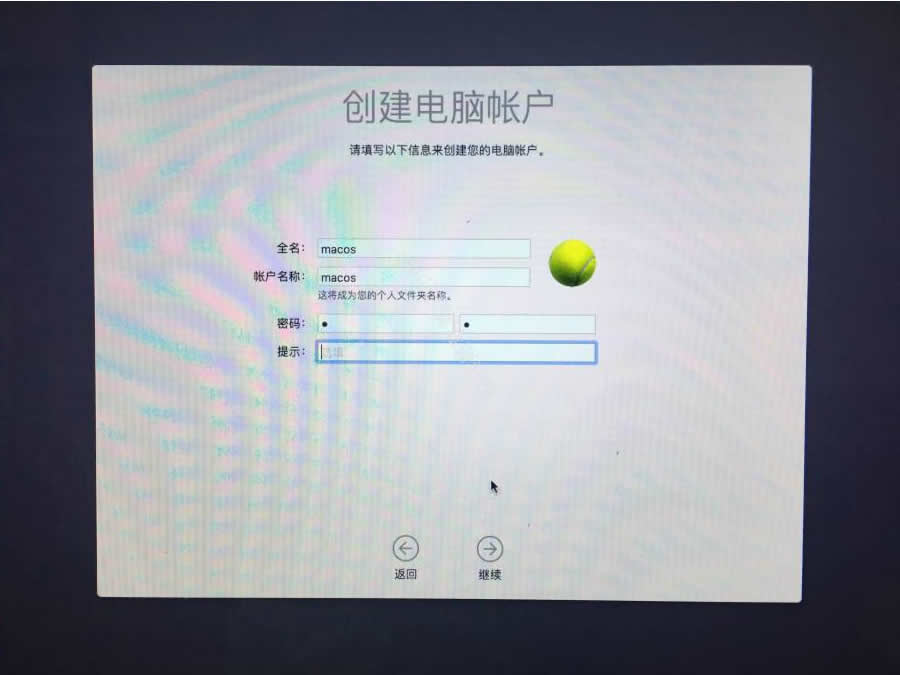 创建电脑帐户
请填写以下信息来创建您的电脑帐户。
全名: macos
帐户名称: macos
这将成为您的个人文件夹名称。
密码: • •
提示:
返回 继续